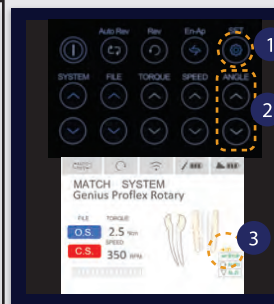 Auto Rev Rev En-Ap SET
1
SYSTEM FILE TORQUE SPEED ANGLE
2
MATCH SYSTEM
Genius Proflex Rotary
FILE TORQUE
O.S. 2.5 Ncm
SPEED
C.S. 350 RPM
3